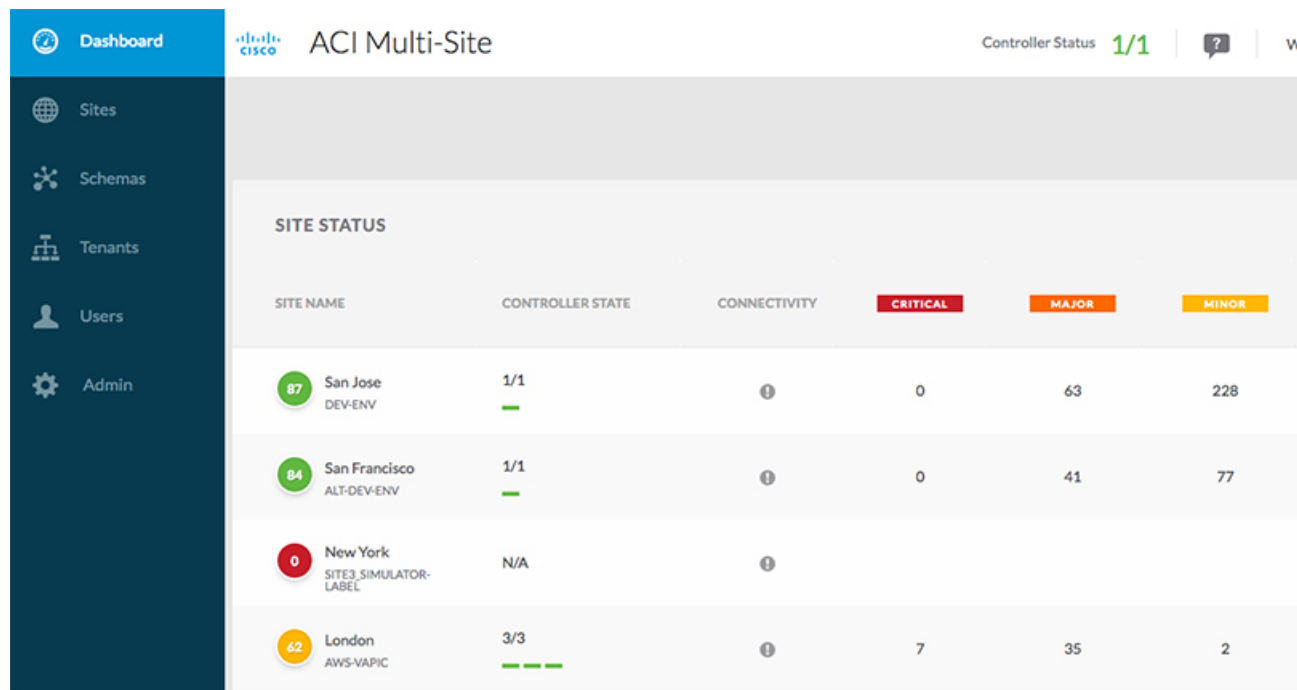 Dashboard
Sites
Schemas
Tenants
Users
Admin
cisco ACI Multi-Site
Controller Status 1/1 ?
SITE STATUS
SITE NAME CONTROLLER STATE CONNECTIVITY CRITICAL MAJOR MINOR
87 San Jose 1/1 0 63 228
DEV-ENV
84 San Francisco 1/1 0 41 77
ALT-DEV-ENV
0 New York N/A
SITE3_SIMULATOR-
LABEL
62 London 3/3 7 35 2
AWS-VAPIC